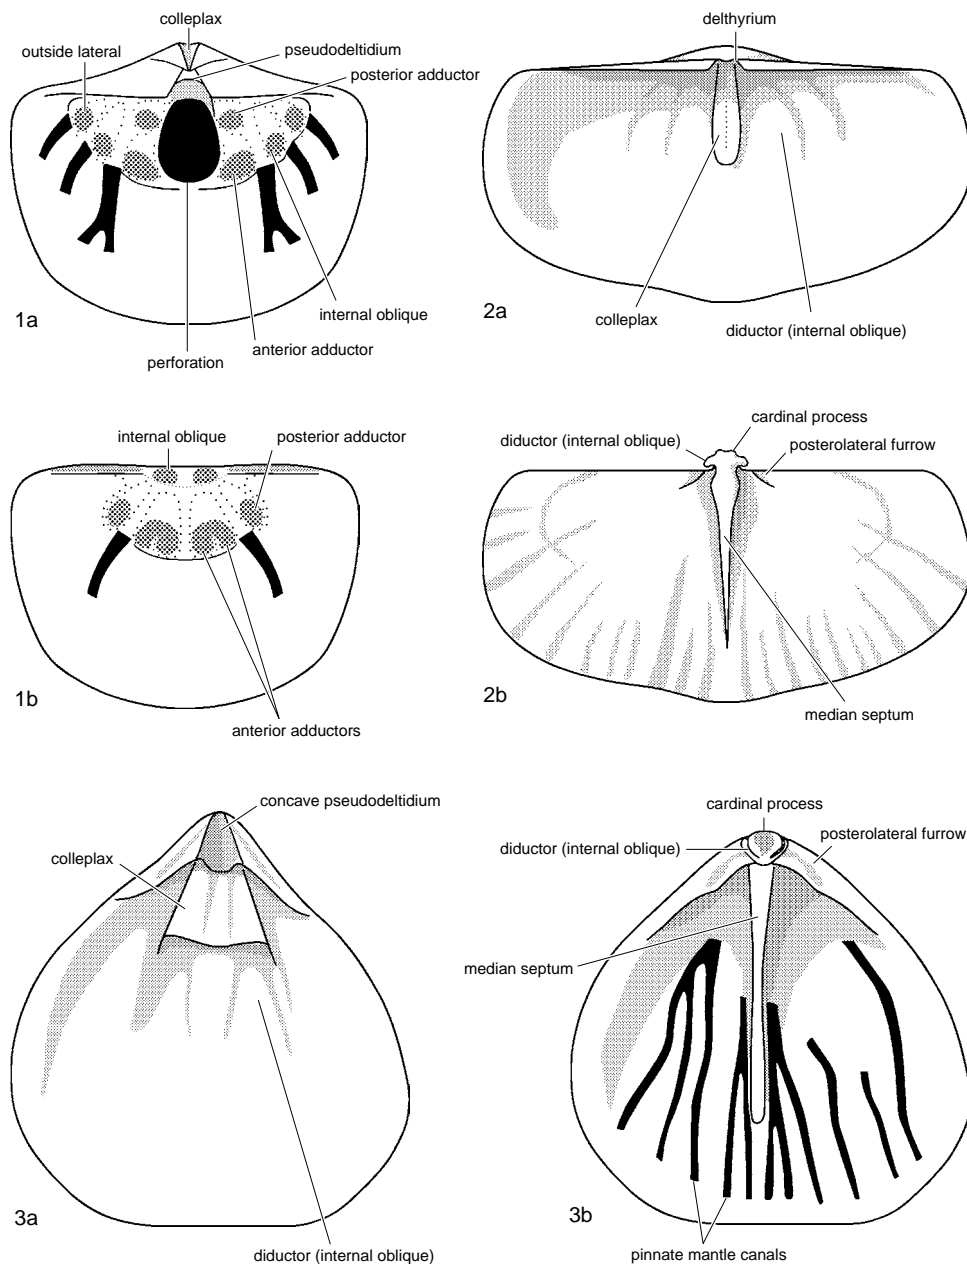 colleplax
outside lateral
pseudodeltidium
posterior adductor
internal oblique
anterior adductor
perforation
1a
delthyrium
colleplax
diductor (internal oblique)
2a
internal oblique
posterior adductor
anterior adductors
1b
cardinal process
diductor (internal oblique)
posterolateral furrow
median septum
2b
concave pseudodeltidium
colleplax
diductor (internal oblique)
3a
cardinal process
diductor (internal oblique)
posterolateral furrow
median septum
pinnate mantle canals
3b